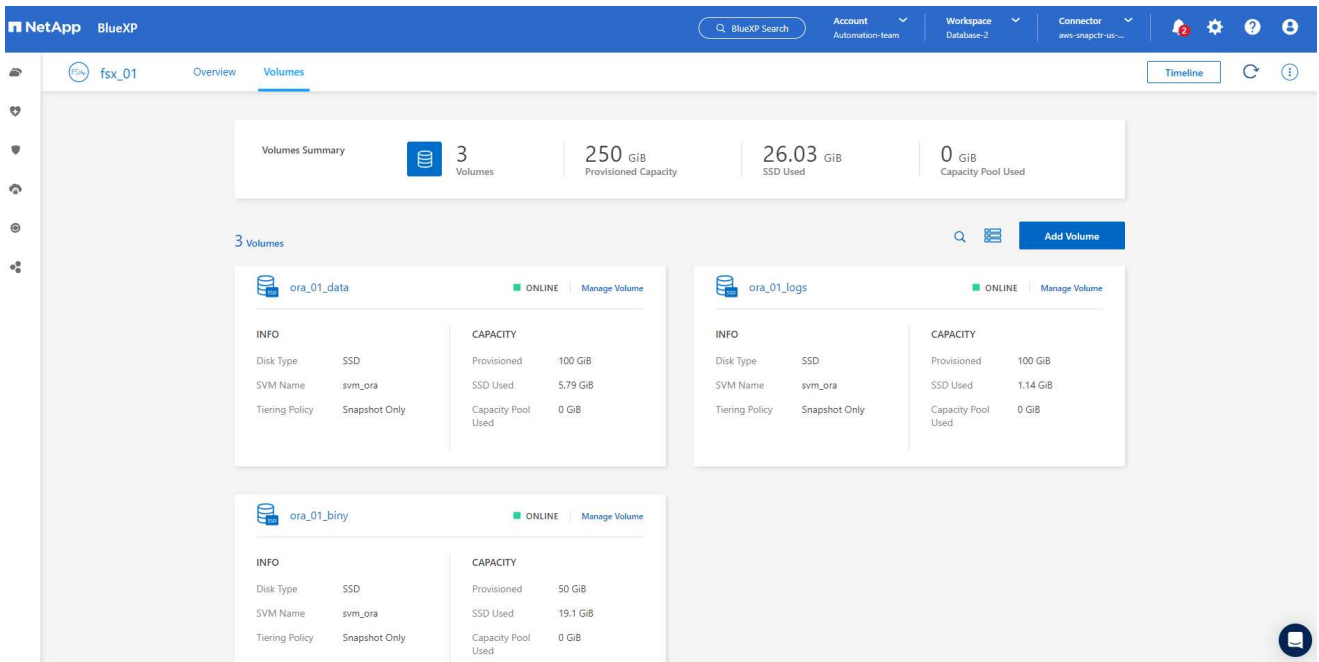 NetApp BlueXP
BlueXP Search
Account
Automation-team
Workspace
Database-2
Connector
aws-snapctr-us-...
2
FSx
fsx_01
Overview
Volumes
Timeline
Volumes Summary
3
Volumes
250 GiB
Provisioned Capacity
26.03 GiB
SSD Used
0 GiB
Capacity Pool Used
3 Volumes
Add Volume
SSD
ora_01_data
ONLINE
Manage Volume
INFO
Disk Type SSD
SVM Name svm_ora
Tiering Policy Snapshot Only
CAPACITY
Provisioned 100 GiB
SSD Used 5.79 GiB
Capacity Pool 0 GiB
Used
SSD
ora_01_logs
ONLINE
Manage Volume
INFO
Disk Type SSD
SVM Name svm_ora
Tiering Policy Snapshot Only
CAPACITY
Provisioned 100 GiB
SSD Used 1.14 GiB
Capacity Pool 0 GiB
Used
SSD
ora_01_biny
ONLINE
Manage Volume
INFO
Disk Type SSD
SVM Name svm_ora
Tiering Policy Snapshot Only
CAPACITY
Provisioned 50 GiB
SSD Used 19.1 GiB
Capacity Pool 0 GiB
Used